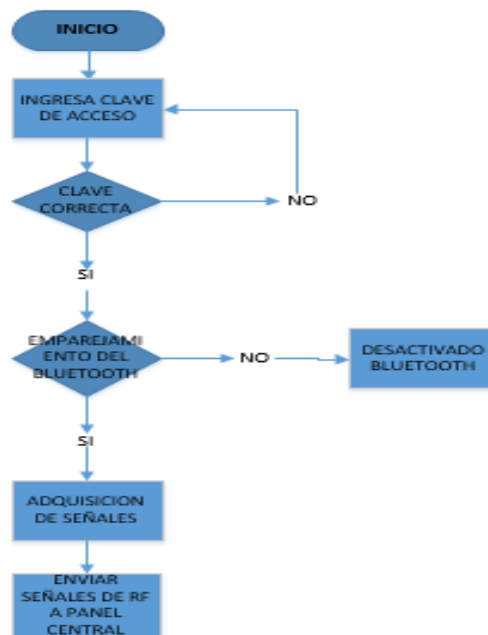 INICIO
INGRESA CLAVE
DE ACCESO
CLAVE
CORRECTA
NO
SI
EMPAREJAMI
ENTO DEL
BLUETOOTH
NO
DESACTIVADO
BLUETOOTH
SI
ADQUISICION
DE SEÑALES
ENVIAR
SEÑALES DE RF
A PANEL
CENTRAL